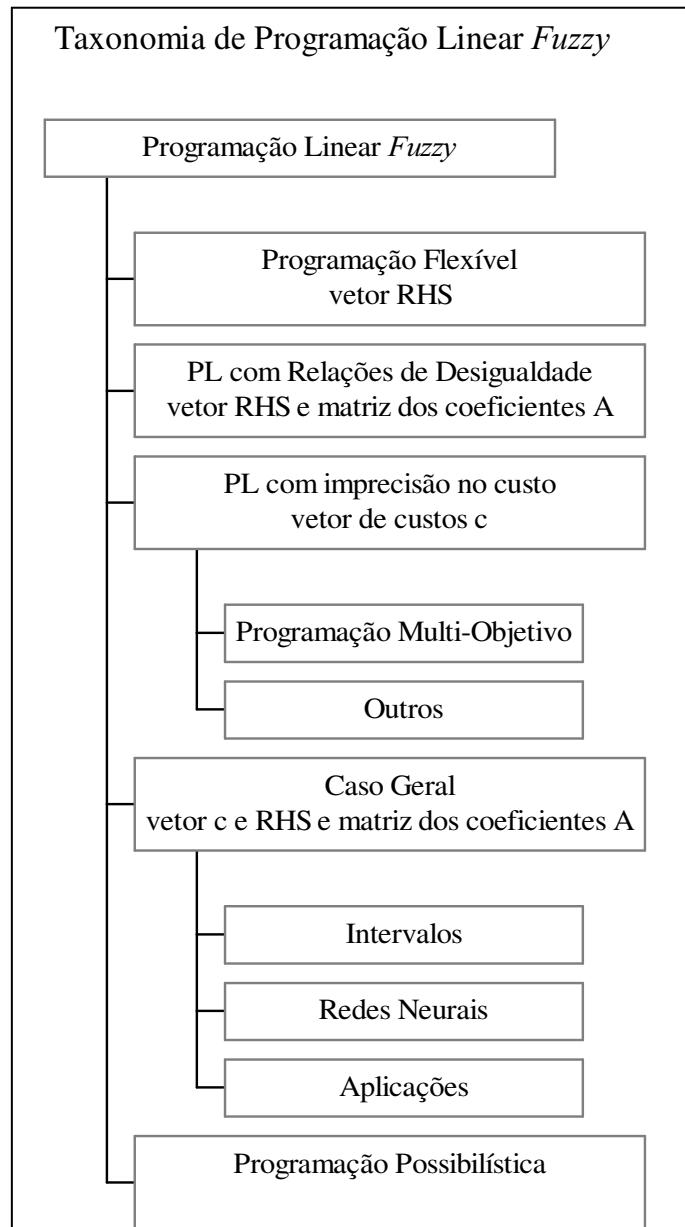 Taxonomia de Programação Linear Fuzzy
Programação Linear Fuzzy
Programação Flexível
vetor RHS
PL com Relações de Desigualdade
vetor RHS e matriz dos coeficientes A
PL com imprecisão no custo
vetor de custos c
Programação Multi-Objetivo
Outros
Caso Geral
vetor c e RHS e matriz dos coeficientes A
Intervalos
Redes Neurais
Aplicações
Programação Possibilística